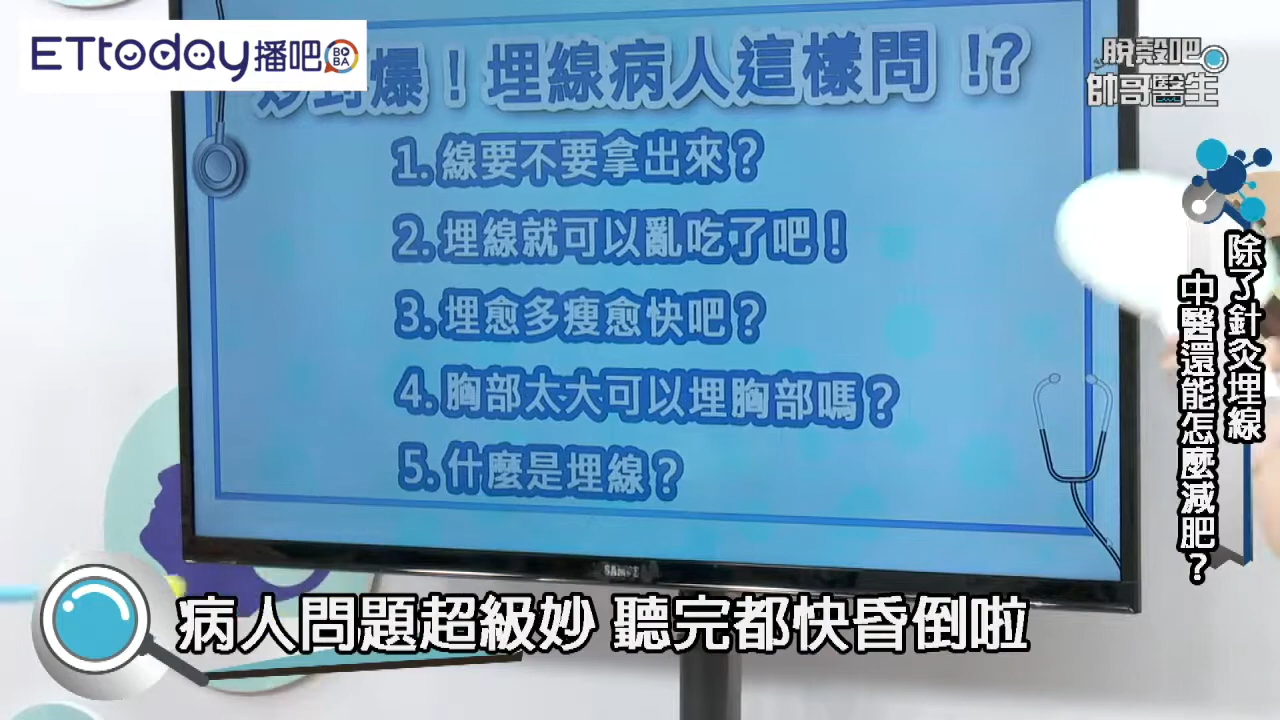 ETtoday播吧
BOBA
脫殼吧
帥哥醫生
妙到爆！埋線病人這樣問！？
1.線要不要拿出來？
2.埋線就可以亂吃了吧！
3.埋愈多瘦愈快吧？
4.胸部太大可以埋胸部嗎？
5.什麼是埋線？
除了針灸埋線
中醫還能怎麼減肥？
病人問題超級妙 聽完都快昏倒啦